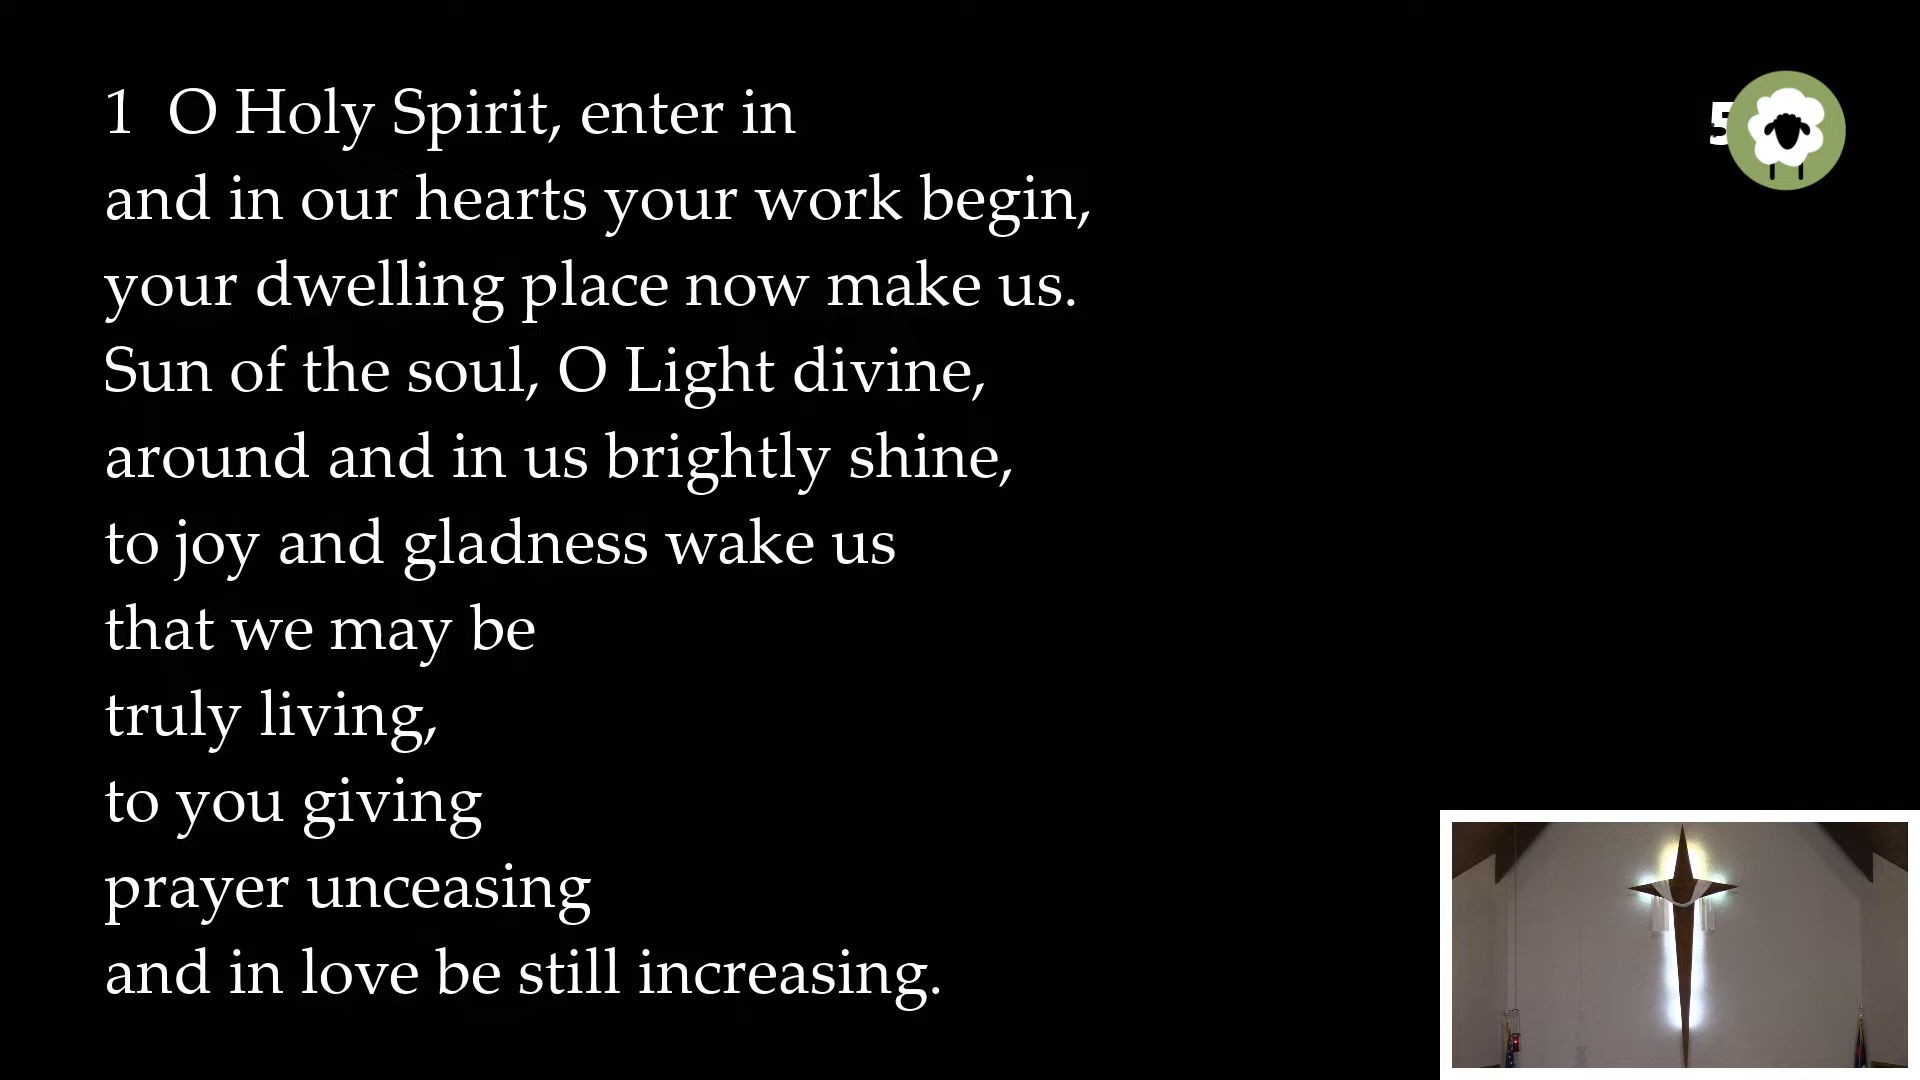 1 O Holy Spirit, enter in
and in our hearts your work begin,
your dwelling place now make us.
Sun of the soul, O Light divine,
around and in us brightly shine,
to joy and gladness wake us
that we may be
truly living,
to you giving
prayer unceasing
and in love be still increasing.